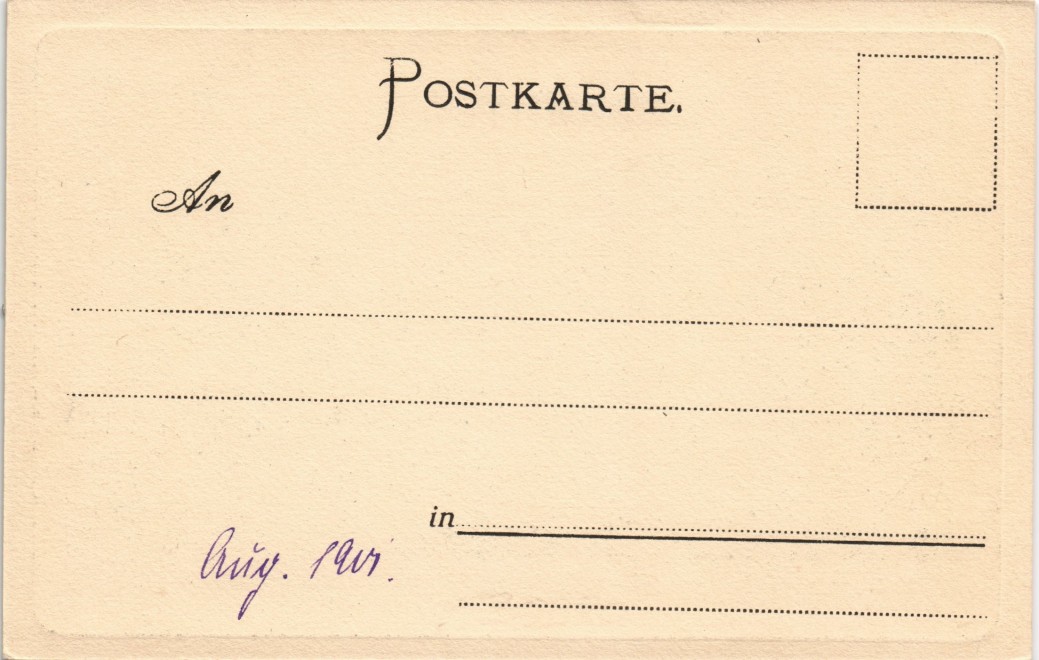 POSTKARTE.
An
in
Aug. 1901.